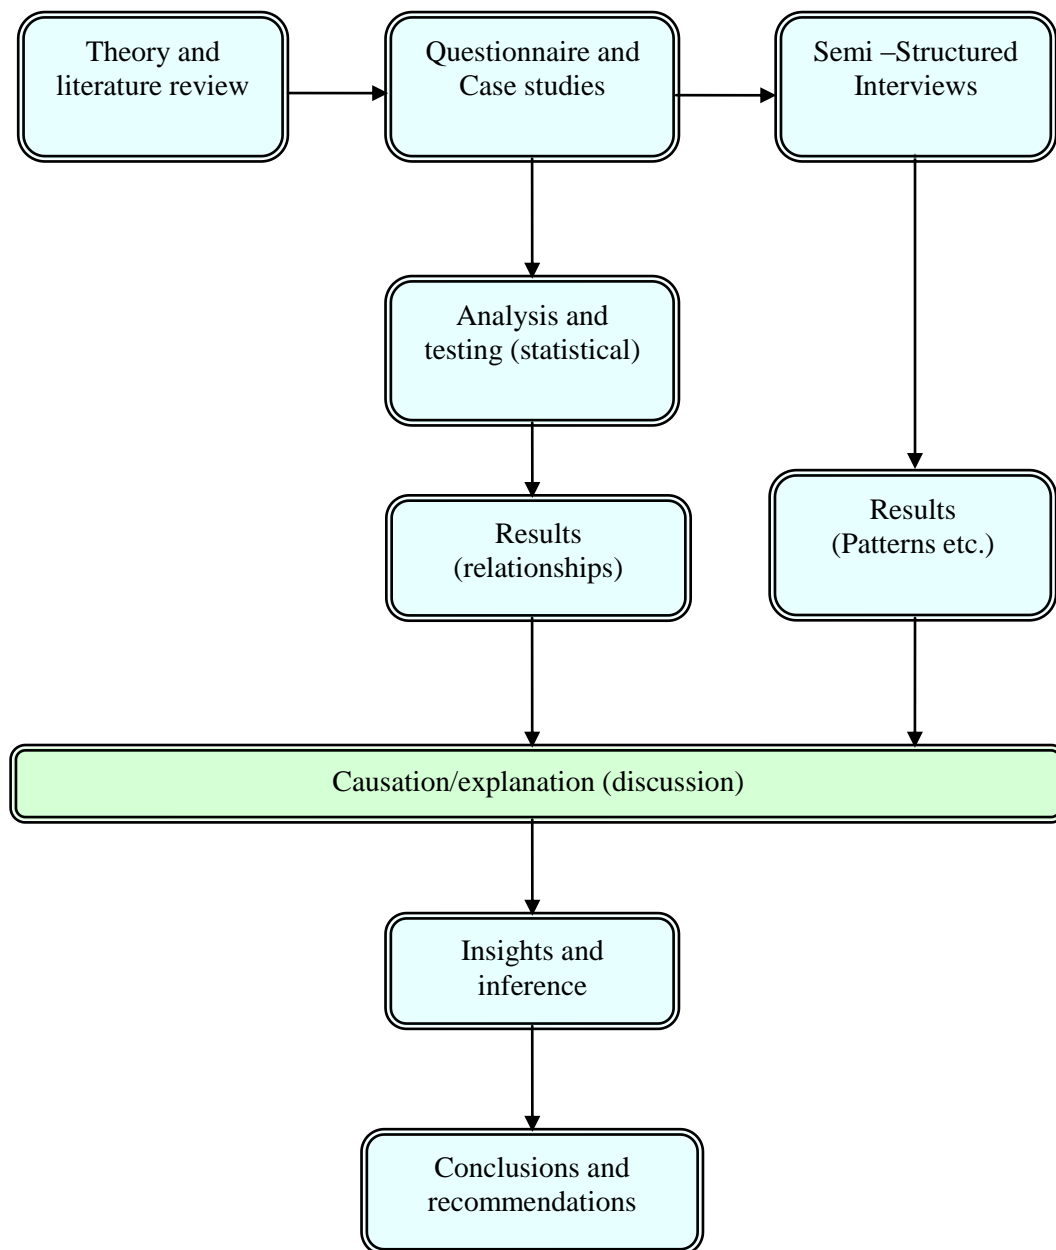 Theory and
literature review
Questionnaire and
Case studies
Semi –Structured
Interviews
Analysis and
testing (statistical)
Results
(relationships)
Results
(Patterns etc.)
Causation/explanation (discussion)
Insights and
inference
Conclusions and
recommendations